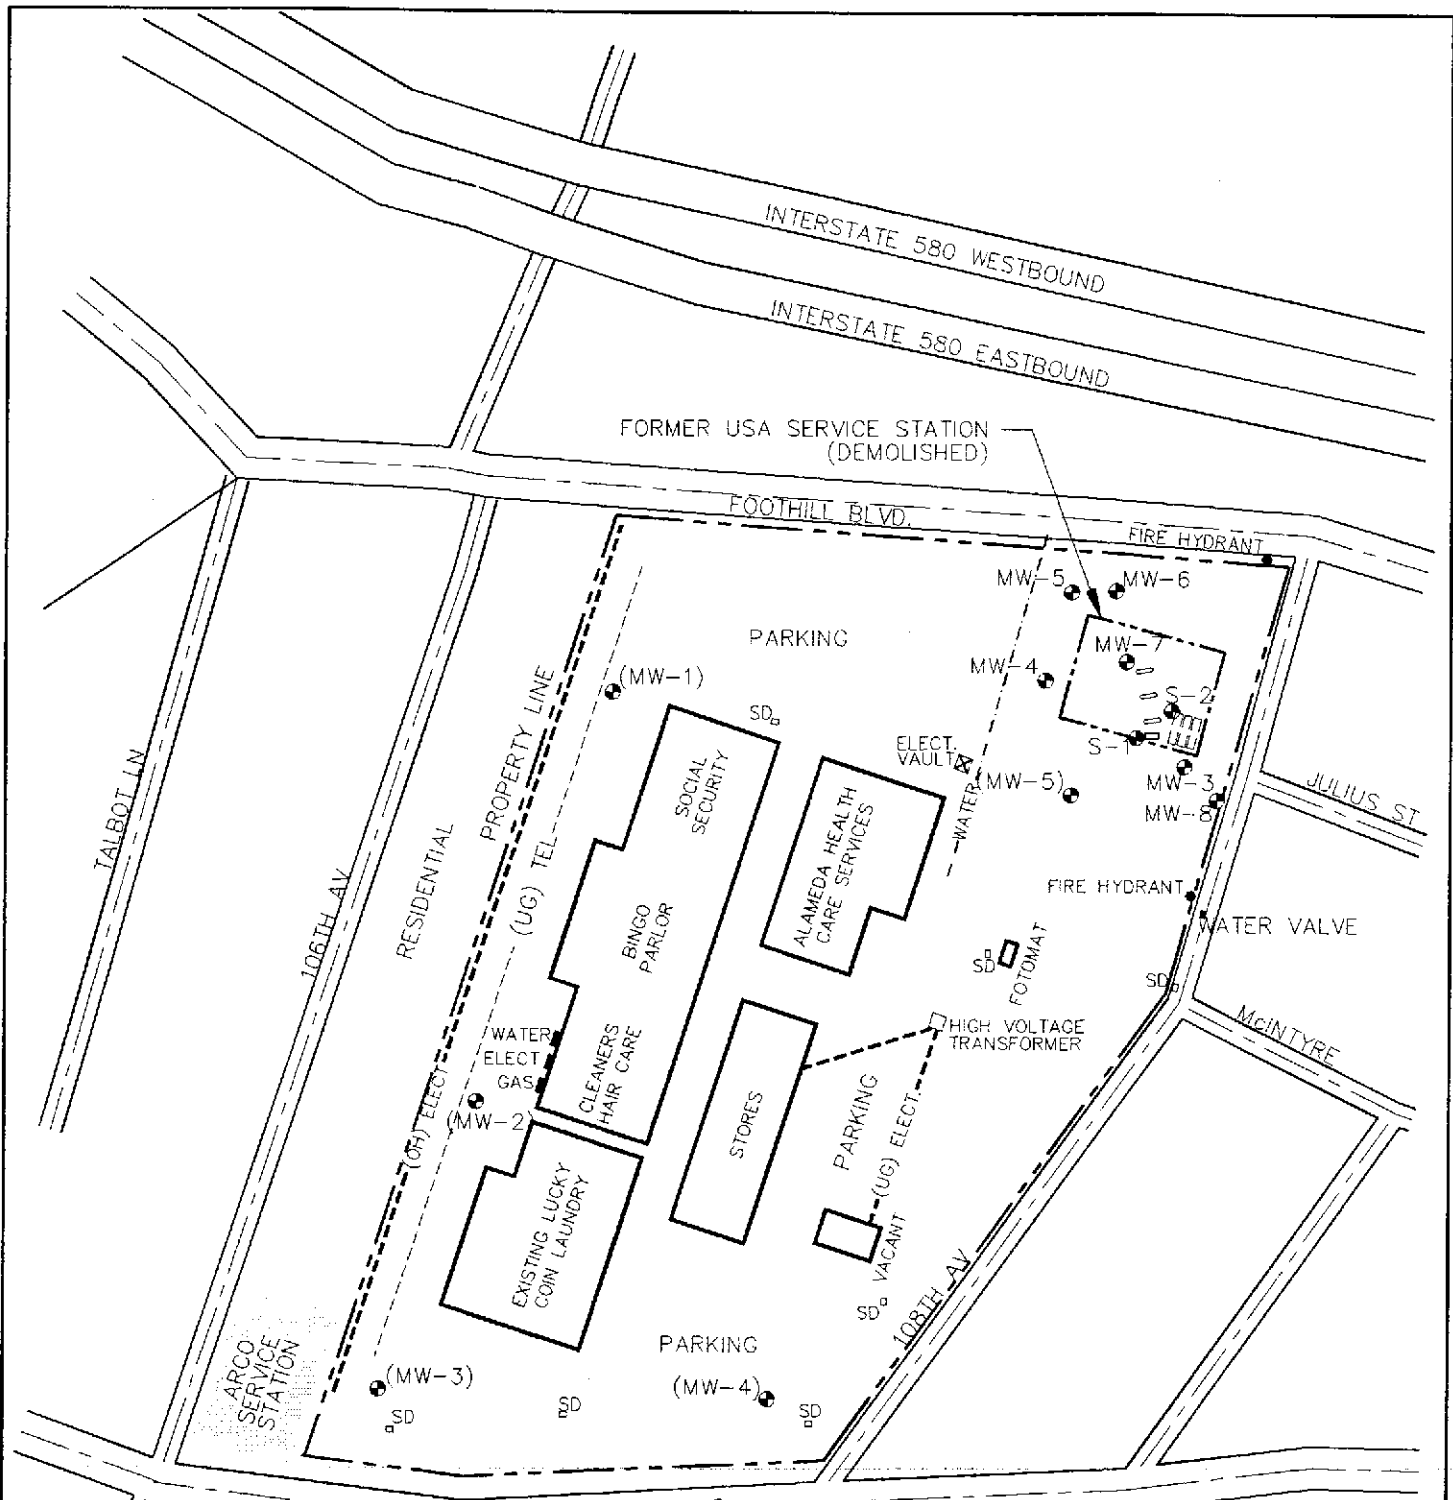 INTERSTATE 580 WESTBOUND
INTERSTATE 580 EASTBOUND
FORMER USA SERVICE STATION
(DEMOLISHED)
FOOTHILL BLVD.
FIRE HYDRANT
MW-5
MW-6
PARKING
MW-7
MW-4
(MW-1)
S-2
SD
S-1
ELECT.
VAULT
MW-3
(MW-5)
MW-8
JULIUS ST
TALBOT LN
106TH AV
RESIDENTIAL
PROPERTY LINE
(UG) TEL
SOCIAL
SECURITY
BINGO
PARLOR
ALAMEDA HEALTH
CARE SERVICES
WATER
FIRE HYDRANT
WATER VALVE
SD
FOTOMAT
SD
McINTYRE
HIGH VOLTAGE
TRANSFORMER
WATER
ELECT
GAS
CLEANERS
HAIR CARE
(OH) ELECT
(MW-2)
STORES
PARKING
(UG) ELECT.
EXISTING LUCKY
COIN LAUNDRY
VACANT
SD
108TH AV
ARCO
SERVICE
STATION
PARKING
(MW-3)
(MW-4)
SD
SD
SD